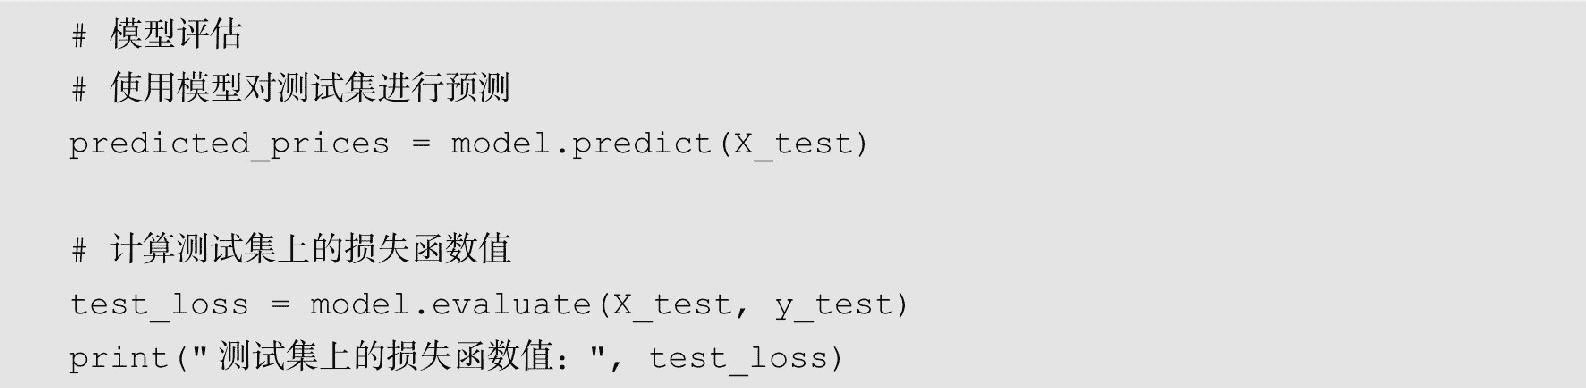 # 模型评估
# 使用模型对测试集进行预测
predicted_prices = model.predict(X_test)
# 计算测试集上的损失函数值
test_loss = model.evaluate(X_test, y_test)
print(" 测试集上的损失函数值：", test_loss)